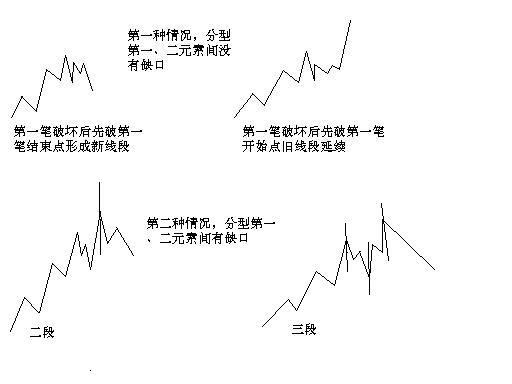 第一种情况，分型
第一、二元素间没
有缺口
第一笔破坏后先破第一
笔结束点形成新线段
第一笔破坏后先破第一笔
开始点旧线段延续
第二种情况，分型第一
、二元素间有缺口
二段
三段